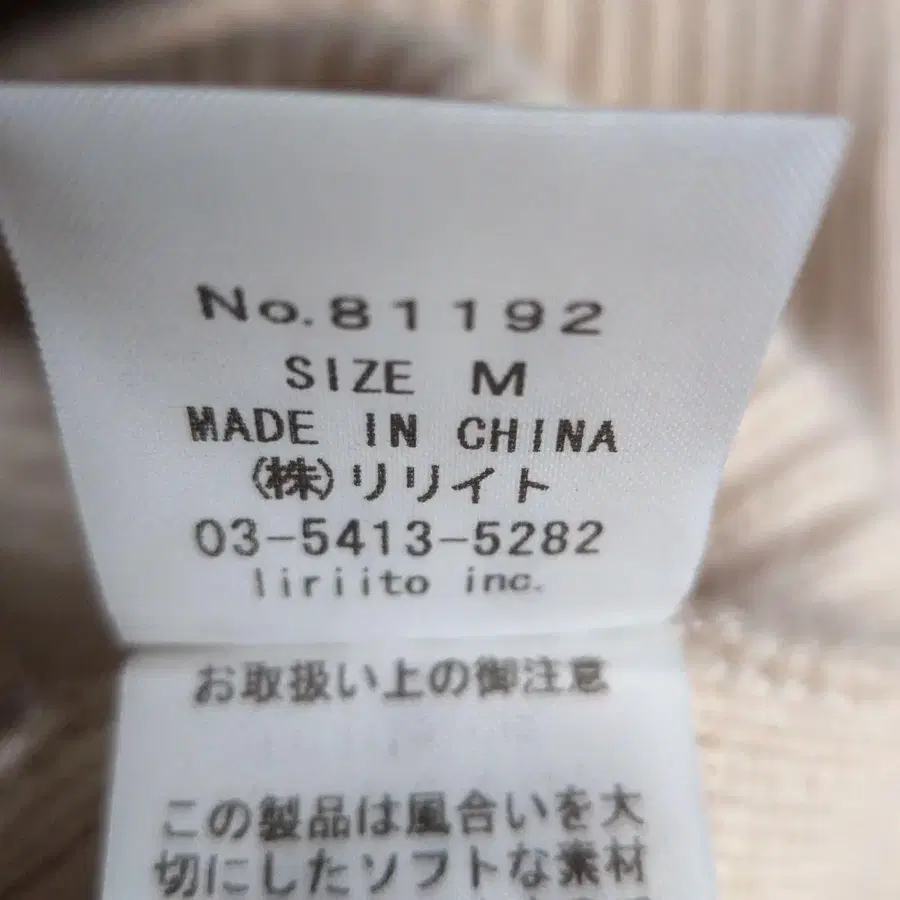 No.81192
SIZE M
MADE IN CHINA
(株)リリイト
03-5413-5282
liriito inc.
お取扱い上の御注意
この製品は風合いを大
切にしたソフトな素材